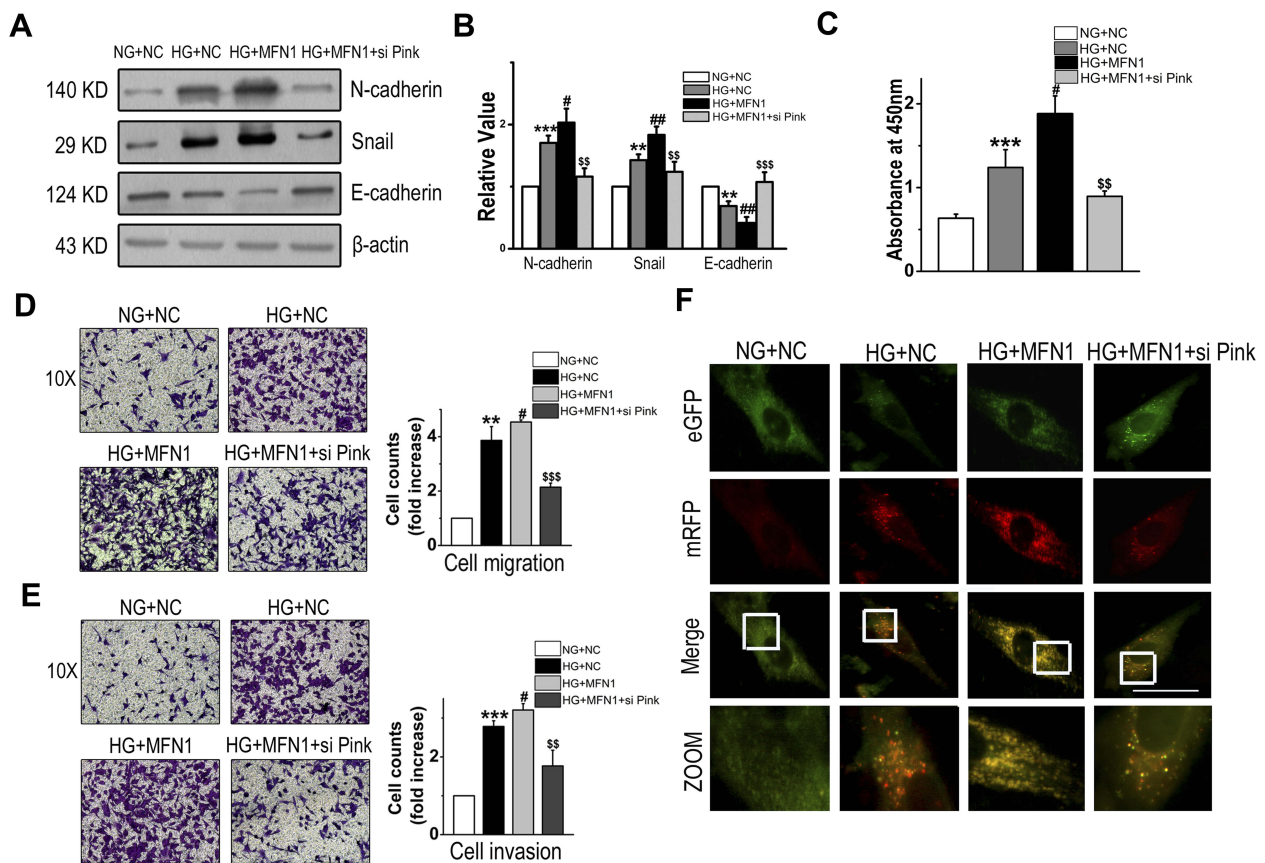 A
NG+NC HG+NC HG+MFN1 HG+MFN1+si Pink
140 KD N-cadherin
29 KD Snail
124 KD E-cadherin
43 KD β-actin
B
Relative Value
2
1
0
***
#
$$
**
##
$$
**
##
$$$
N-cadherin Snail E-cadherin
NG+NC
HG+NC
HG+MFN1
HG+MFN1+si Pink
C
NG+NC
HG+NC
HG+MFN1
HG+MFN1+si Pink
Absorbance at 450nm
2
1
0
***
#
$$
D
NG+NC HG+NC
10X
HG+MFN1 HG+MFN1+si Pink
NG+NC
HG+NC
HG+MFN1
HG+MFN1+si Pink
Cell counts
(fold increase)
4
2
0
**
#
$$$
Cell migration
E
NG+NC HG+NC
10X
HG+MFN1 HG+MFN1+si Pink
NG+NC
HG+NC
HG+MFN1
HG+MFN1+si Pink
Cell counts
(fold increase)
2
0
***
#
$$
Cell invasion
F
NG+NC HG+NC HG+MFN1 HG+MFN1+si Pink
eGFP
mRFP
Merge
ZOOM